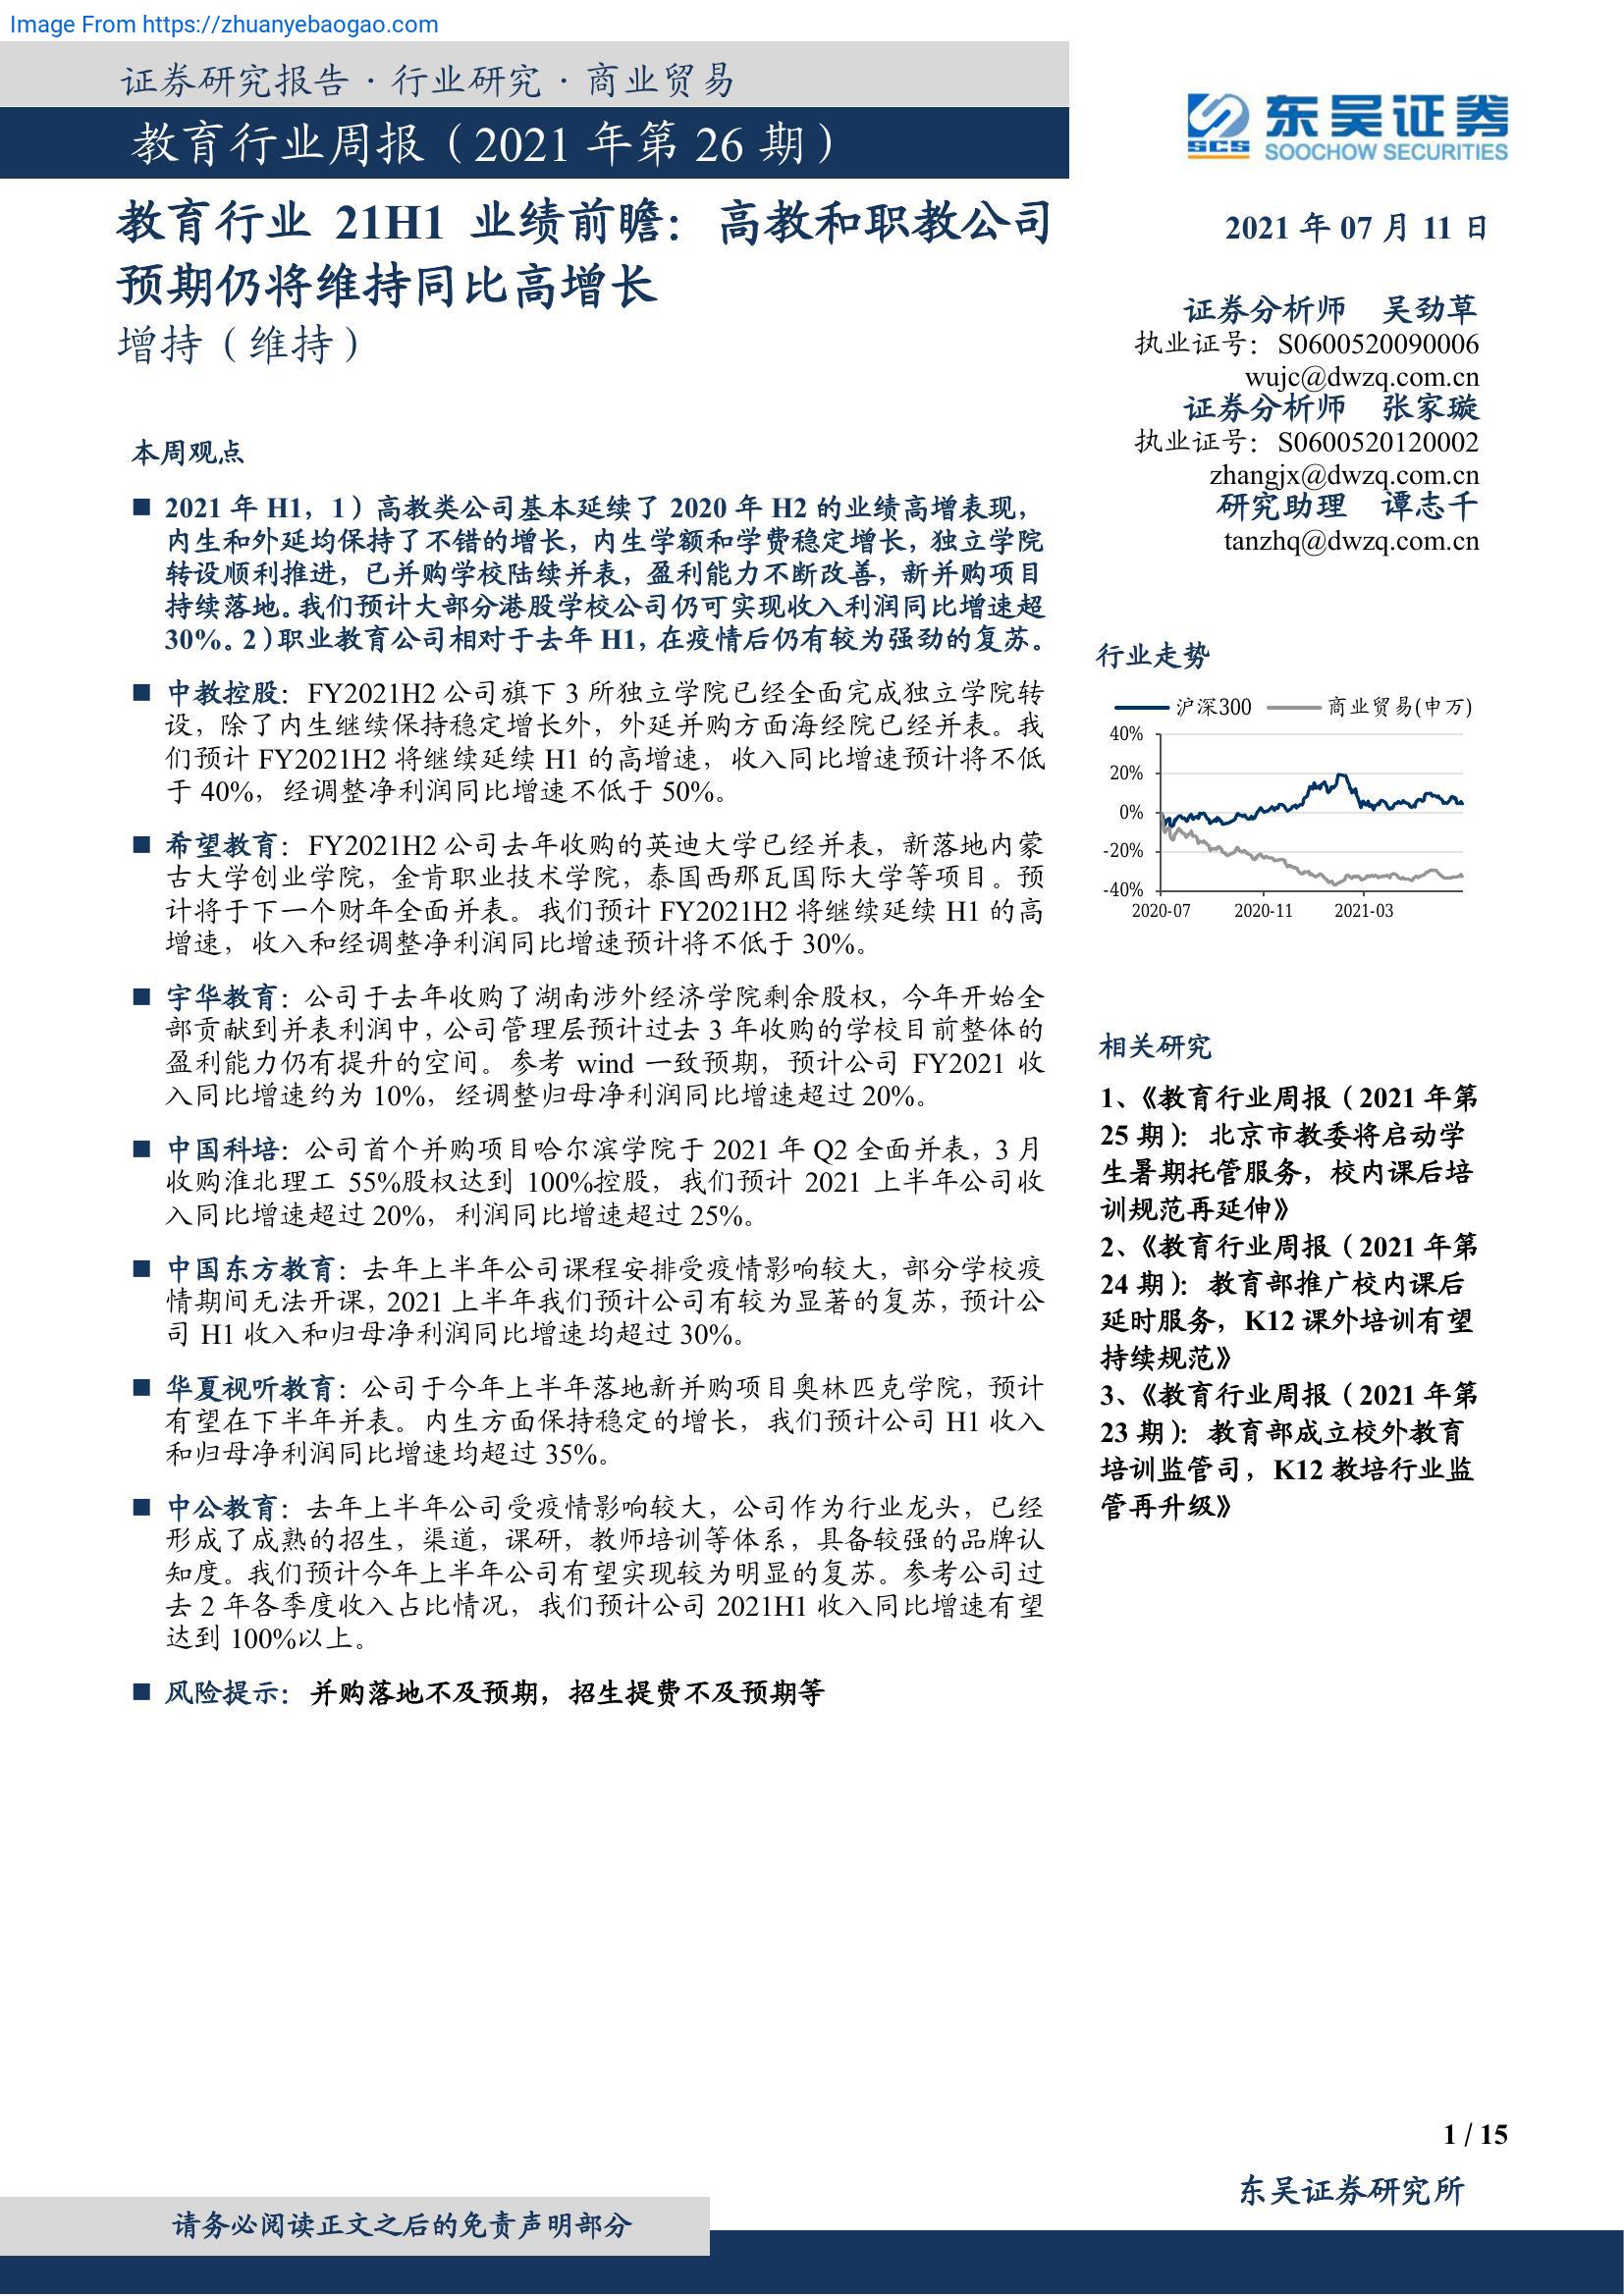 Image From https://zhuanyebaogao.com
证券研究报告·行业研究·商业贸易
教育行业周报（2021 年第 26 期）
SCS
东吴证券
SOOCHOW SECURITIES
教育行业 21H1 业绩前瞻：高教和职教公司
预期仍将维持同比高增长
增持（维持）
2021 年 07 月 11 日
证券分析师 吴劲草
执业证号：S0600520090006
wujc@dwzq.com.cn
证券分析师 张家璇
执业证号：S0600520120002
zhangjx@dwzq.com.cn
研究助理 谭志千
tanzhq@dwzq.com.cn
本周观点
■ 2021 年 H1，1）高教类公司基本延续了 2020 年 H2 的业绩高增表现，
内生和外延均保持了不错的增长，内生学额和学费稳定增长，独立学院
转设顺利推进，已并购学校陆续并表，盈利能力不断改善，新并购项目
持续落地。我们预计大部分港股学校公司仍可实现收入利润同比增速超
30%。2）职业教育公司相对于去年 H1，在疫情后仍有较为强劲的复苏。
■ 中教控股：FY2021H2 公司旗下 3 所独立学院已经全面完成独立学院转
设，除了内生继续保持稳定增长外，外延并购方面海经院已经并表。我
们预计 FY2021H2 将继续延续 H1 的高增速，收入同比增速预计将不低
于 40%，经调整净利润同比增速不低于 50%。
■ 希望教育：FY2021H2 公司去年收购的英迪大学已经并表，新落地内蒙
古大学创业学院，金肯职业技术学院，泰国西那瓦国际大学等项目。预
计将于下一个财年全面并表。我们预计 FY2021H2 将继续延续 H1 的高
增速，收入和经调整净利润同比增速预计将不低于 30%。
■ 宇华教育：公司于去年收购了湖南涉外经济学院剩余股权，今年开始全
部贡献到并表利润中，公司管理层预计过去 3 年收购的学校目前整体的
盈利能力仍有提升的空间。参考 wind 一致预期，预计公司 FY2021 收
入同比增速约为 10%，经调整归母净利润同比增速超过 20%。
■ 中国科培：公司首个并购项目哈尔滨学院于 2021 年 Q2 全面并表，3 月
收购淮北理工 55%股权达到 100%控股，我们预计 2021 上半年公司收
入同比增速超过 20%，利润同比增速超过 25%。
■ 中国东方教育：去年上半年公司课程安排受疫情影响较大，部分学校疫
情期间无法开课，2021 上半年我们预计公司有较为显著的复苏，预计公
司 H1 收入和归母净利润同比增速均超过 30%。
■ 华夏视听教育：公司于今年上半年落地新并购项目奥林匹克学院，预计
有望在下半年并表。内生方面保持稳定的增长，我们预计公司 H1 收入
和归母净利润同比增速均超过 35%。
■ 中公教育：去年上半年公司受疫情影响较大，公司作为行业龙头，已经
形成了成熟的招生，渠道，课研，教师培训等体系，具备较强的品牌认
知度。我们预计今年上半年公司有望实现较为明显的复苏。参考公司过
去 2 年各季度收入占比情况，我们预计公司 2021H1 收入同比增速有望
达到 100%以上。
■ 风险提示：并购落地不及预期，招生提费不及预期等
行业走势
沪深300 商业贸易(申万)
40%
20%
0%
-20%
-40%
2020-07 2020-11 2021-03
相关研究
1、《教育行业周报（2021 年第
25 期）：北京市教委将启动学
生暑期托管服务，校内课后培
训规范再延伸》
2、《教育行业周报（2021 年第
24 期）：教育部推广校内课后
延时服务，K12 课外培训有望
持续规范》
3、《教育行业周报（2021 年第
23 期）：教育部成立校外教育
培训监管司，K12 教培行业监
管再升级》
1 / 15
东吴证券研究所
请务必阅读正文之后的免责声明部分